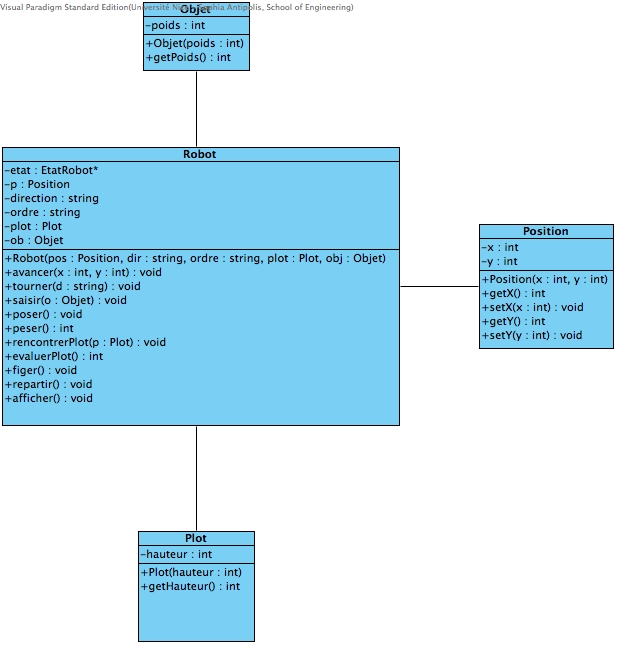 Visual Paradigm Standard Edition(Université Nice Sophia Antipolis, School of Engineering)
Objet
-poids : int
+Objet(poids : int)
+getPoids() : int
Robot
-etat : EtatRobot*
-p : Position
-direction : string
-ordre : string
-plot : Plot
-ob : Objet
+Robot(pos : Position, dir : string, ordre : string, plot : Plot, obj : Objet)
+avancer(x : int, y : int) : void
+tourner(d : string) : void
+saisir(o : Objet) : void
+poser() : void
+peser() : int
+rencontrerPlot(p : Plot) : void
+evaluerPlot() : int
+figer() : void
+repartir() : void
+afficher() : void
Position
-x : int
-y : int
+Position(x : int, y : int)
+getX() : int
+setX(x : int) : void
+getY() : int
+setY(y : int) : void
Plot
-hauteur : int
+Plot(hauteur : int)
+getHauteur() : int